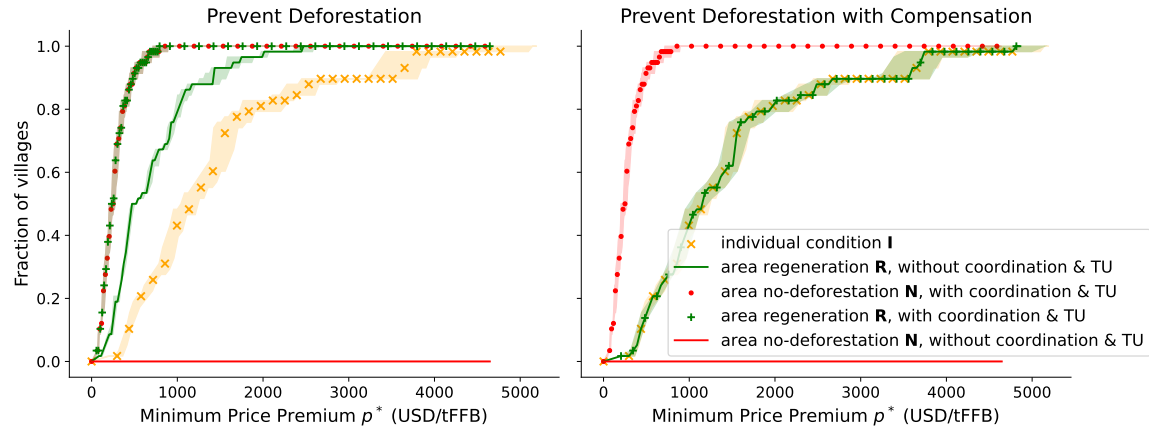 Prevent Deforestation
Prevent Deforestation with Compensation
Fraction of villages
1.0
0.8
0.6
0.4
0.2
0.0
0 1000 2000 3000 4000 5000
Minimum Price Premium p* (USD/tFFB)
individual condition I
area regeneration R, without coordination & TU
area no-deforestation N, with coordination & TU
area regeneration R, with coordination & TU
area no-deforestation N, without coordination & TU
0 1000 2000 3000 4000 5000
Minimum Price Premium p* (USD/tFFB)